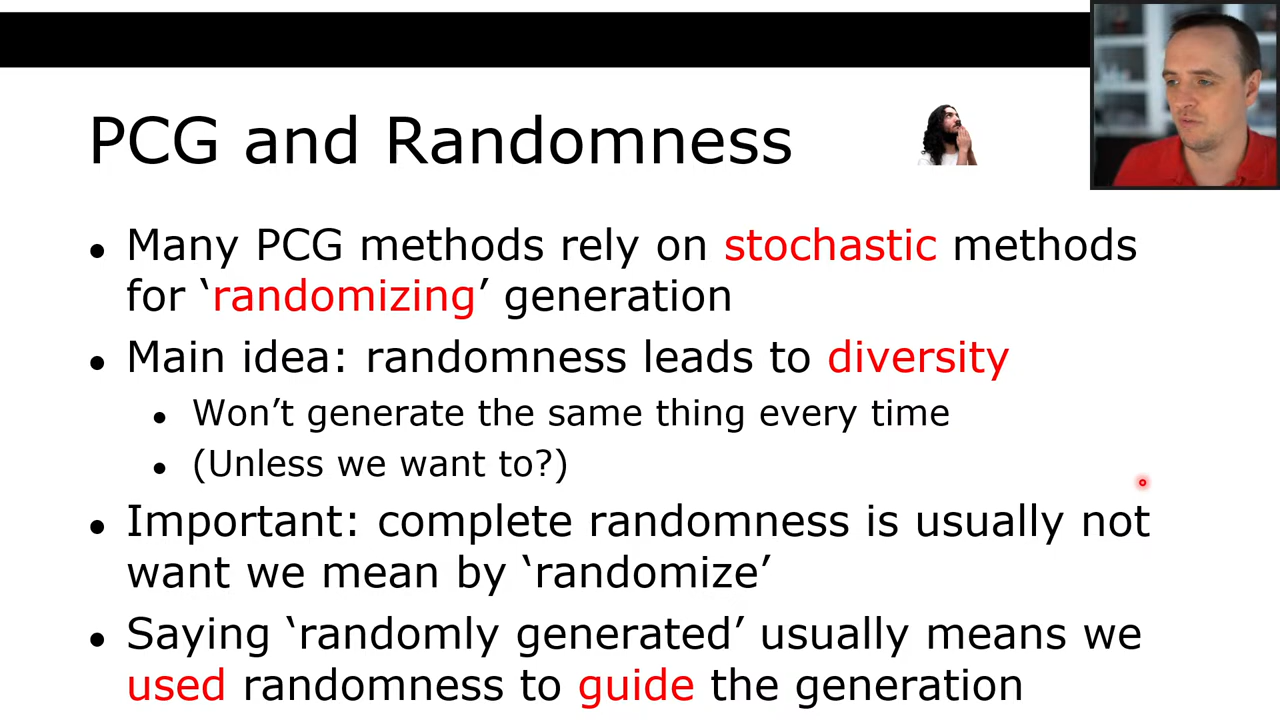 PCG and Randomness
• Many PCG methods rely on stochastic methods
for ‘randomizing’ generation
• Main idea: randomness leads to diversity
• Won’t generate the same thing every time
• (Unless we want to?)
• Important: complete randomness is usually not
want we mean by ‘randomize’
• Saying ‘randomly generated’ usually means we
used randomness to guide the generation